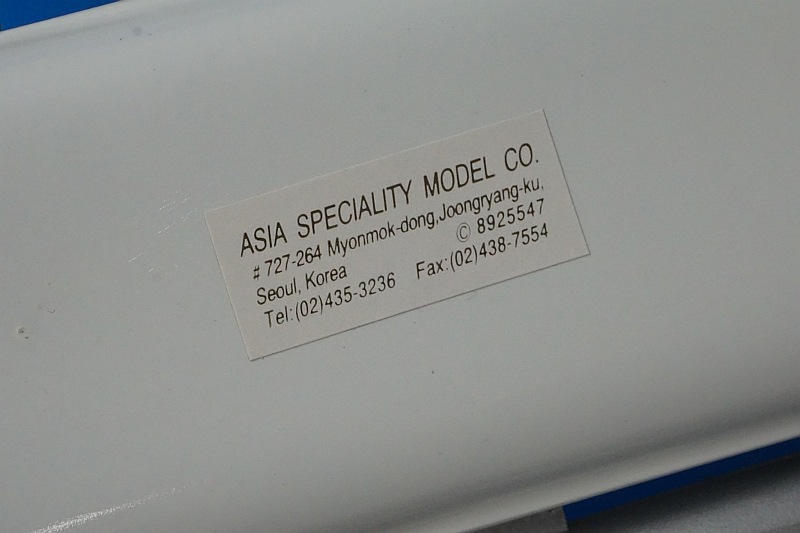 ASIA SPECIALITY MODEL CO.
# 727-264 Myonmok-dong,Joongryang-ku,
Seoul, Korea © 8925547
Tel:(02)435-3236 Fax:(02)438-7554